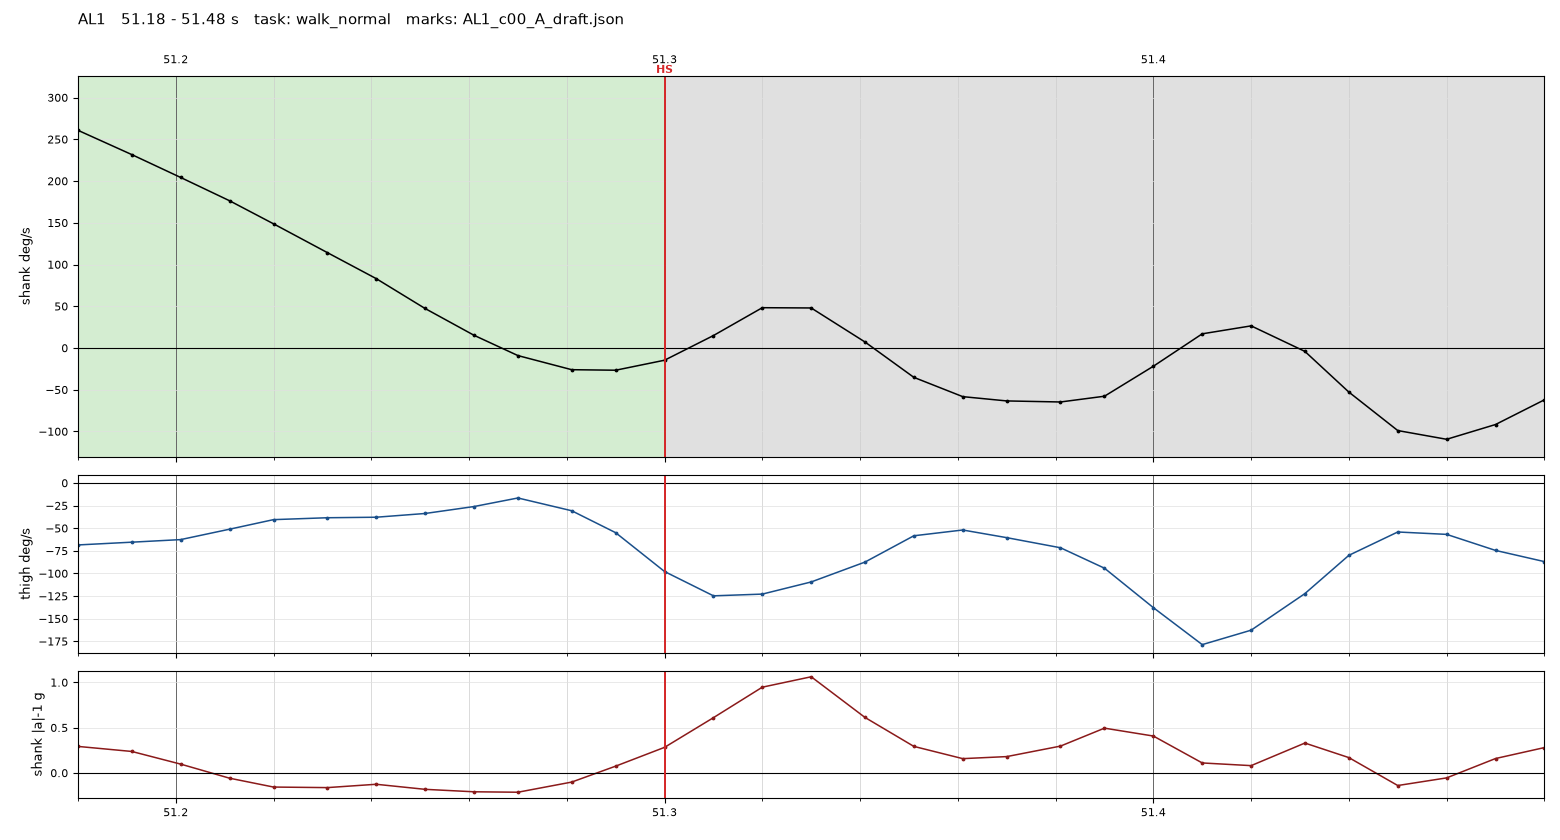 AL1   51.18 - 51.48 s   task: walk_normal   marks: AL1_c00_A_draft.json
51.2 51.3 51.4
HS
300
250
200
150
100
50
0
−50
−100
shank deg/s
0
−25
−50
−75
−100
−125
−150
−175
thigh deg/s
1.0
0.5
0.0
shank |a|-1 g
51.2 51.3 51.4